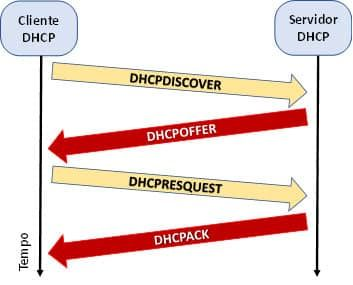 Cliente
DHCP
Servidor
DHCP
DHCPDISCOVER
DHCPOFFER
DHCPRESQUEST
DHCPACK
Tempo